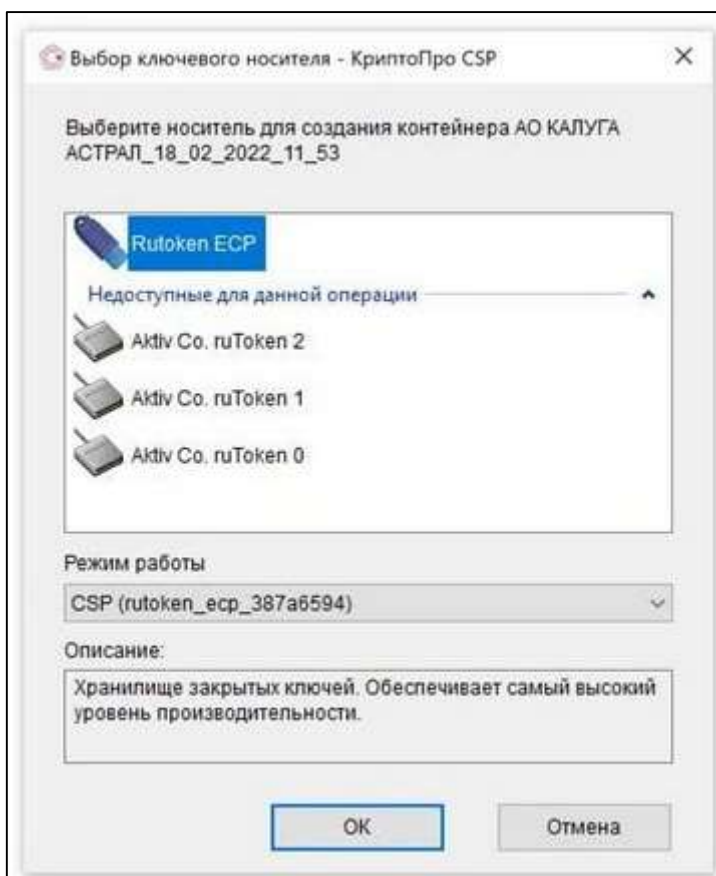 Выбор ключевого носителя - КриптоПро CSP
Выберите носитель для создания контейнера АО КАЛУГА
АСТРАЛ_18_02_2022_11_53
Rutoken ECP
Недоступные для данной операции
Aktiv Co. ruToken 2
Aktiv Co. ruToken 1
Aktiv Co. ruToken 0
Режим работы
CSP (rutoken_ecp_387a6594)
Описание:
Хранилище закрытых ключей. Обеспечивает самый высокий
уровень производительности.
ОК
Отмена